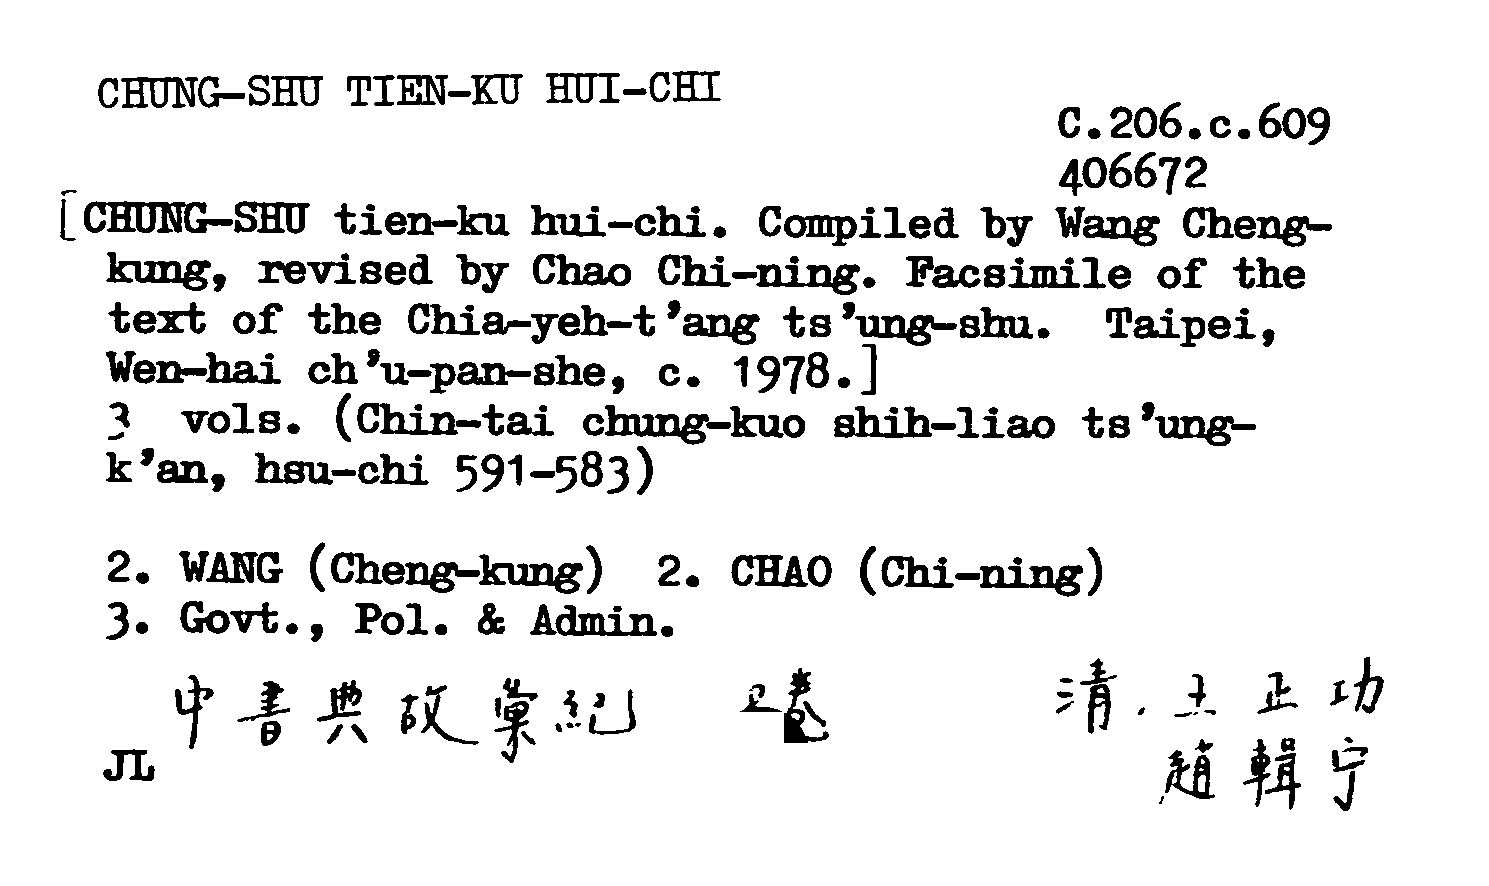 CHUNG-SHU TIEN-KU HUI-CHI
C.206.c.609
406672
[CHUNG-SHU tien-ku hui-chi. Compiled by Wang Cheng-
kung, revised by Chao Chi-ning. Facsimile of the
text of the Chia-yeh-t'ang ts'ung-shu. Taipei,
Wen-hai ch'u-pan-she, c. 1978.]
3 vols. (Chin-tai chung-kuo shih-liao ts'ung-
k'an, hsu-chi 591-583)
2. WANG (Cheng-kung) 2. CHAO (Chi-ning)
3. Govt., Pol. & Admin.
中書典故彙紀 清.王正功
趙輯宁
JL